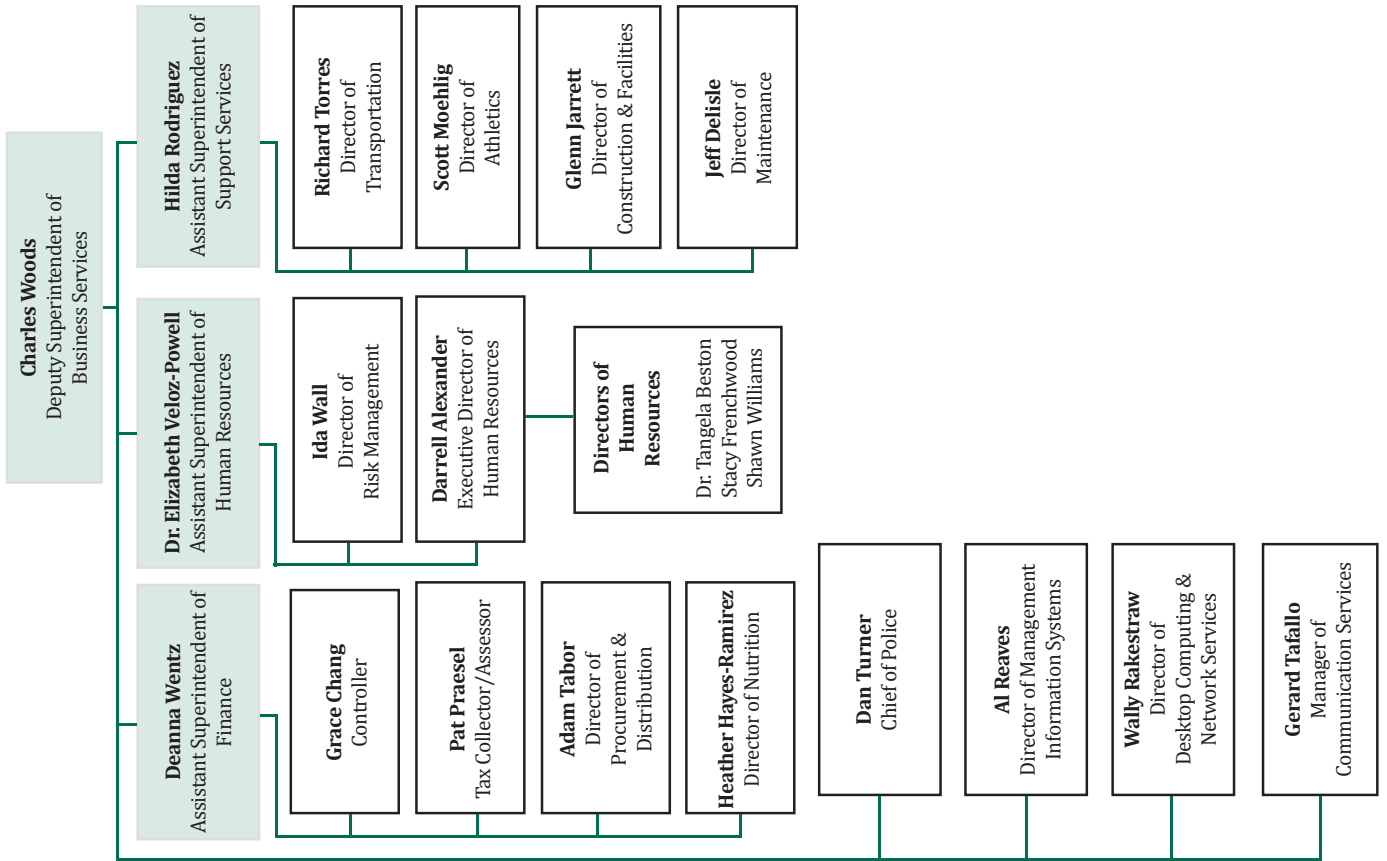 Charles Woods
Deputy Superintendent of
Business Services
Deanna Wentz
Assistant Superintendent of
Finance
Grace Chang
Controller
Pat Praesel
Tax Collector/Assessor
Adam Tabor
Director of
Procurement &
Distribution
Heather Hayes-Ramirez
Director of Nutrition
Dr. Elizabeth Veloz-Powell
Assistant Superintendent of
Human Resources
Ida Wall
Director of
Risk Management
Darrell Alexander
Executive Director of
Human Resources
Directors of
Human
Resources
Dr. Tangela Beston
Stacy Frenchwood
Shawn Williams
Hilda Rodriguez
Assistant Superintendent of
Support Services
Richard Torres
Director of
Transportation
Scott Moehlig
Director of
Athletics
Glenn Jarrett
Director of
Construction & Facilities
Jeff Delisle
Director of
Maintenance
Dan Turner
Chief of Police
Al Reaves
Director of Management
Information Systems
Wally Rakestraw
Director of
Desktop Computing &
Network Services
Gerard Tafallo
Manager of
Communication Services